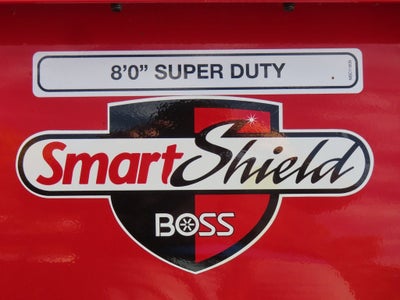 8'0" SUPER DUTY
SmartShield
BOSS